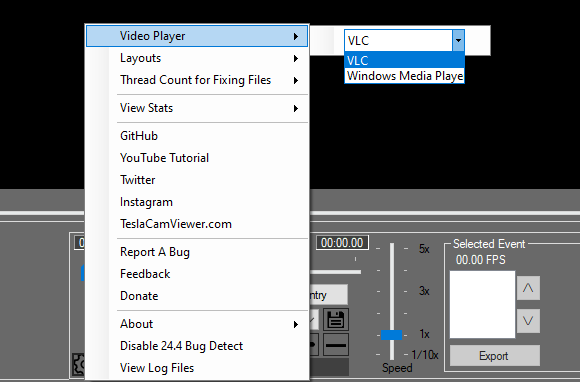 Video Player
VLC
VLC
Windows Media Playe
Layouts
Thread Count for Fixing Files
View Stats
GitHub
YouTube Tutorial
Twitter
Instagram
TeslaCamViewer.com
Report A Bug
Feedback
Donate
About
Disable 24.4 Bug Detect
View Log Files
00:00.00
ntry
5x
3x
1x
1/10x
Speed
Selected Event
00.00 FPS
Export